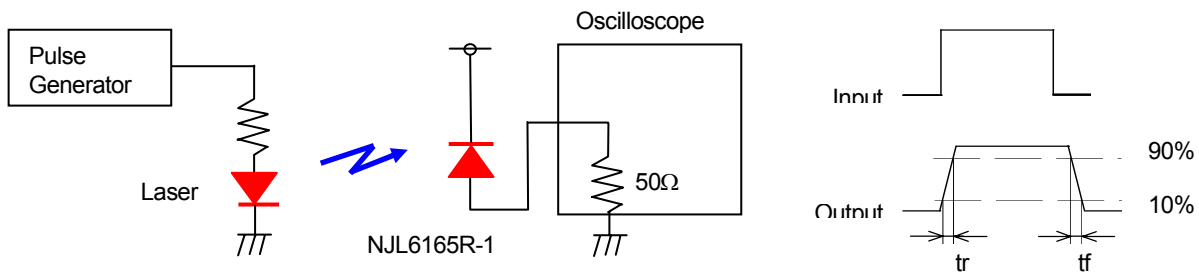 Oscilloscope
Pulse
Generator
Laser
50Ω
NJL6165R-1
Input
Output
90%
10%
tr
tf